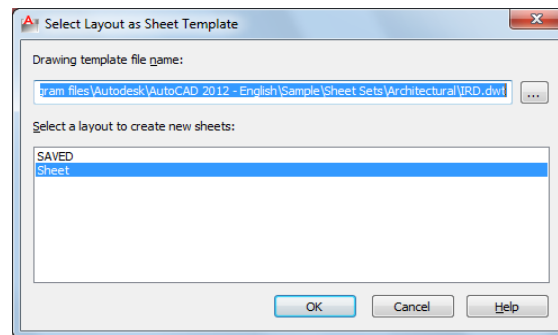 Select Layout as Sheet Template
Drawing template file name:
gram files\Autodesk\AutoCAD 2012 - English\Sample\Sheet Sets\Architectural\IRD.dwt
...
Select a layout to create new sheets:
SAVED
Sheet
OK Cancel Help